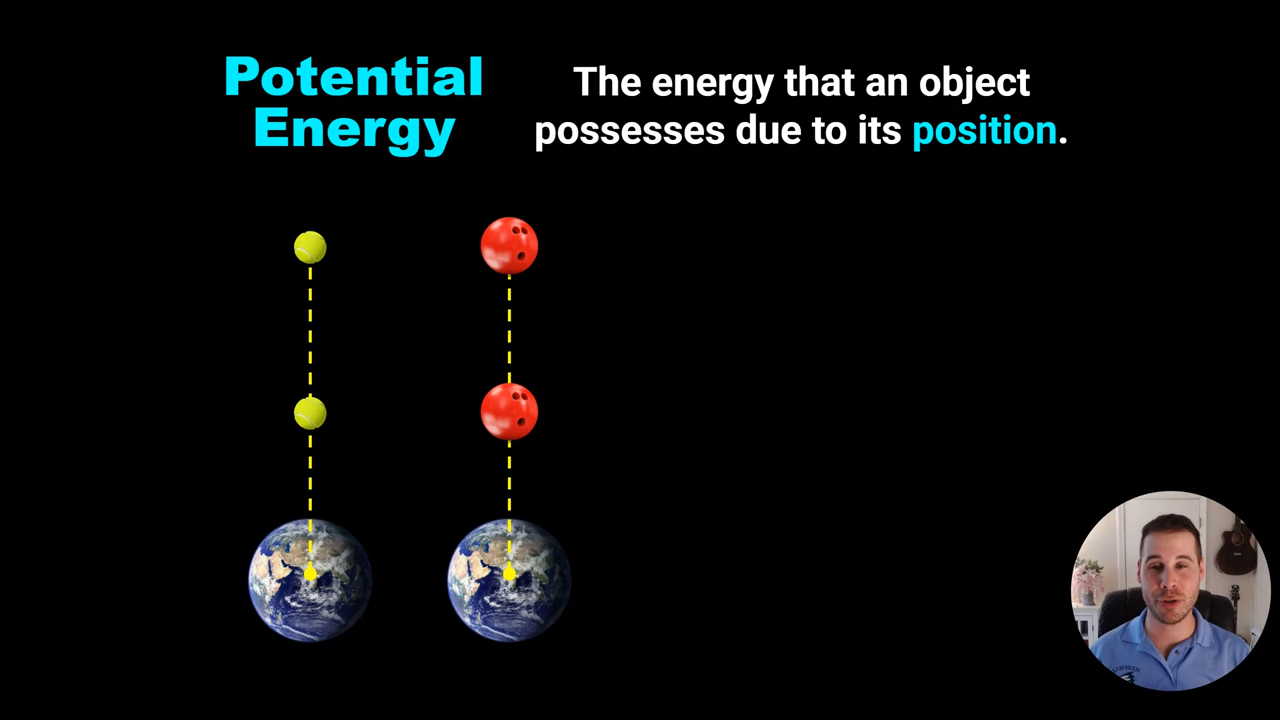 Potential
Energy
The energy that an object
possesses due to its position.